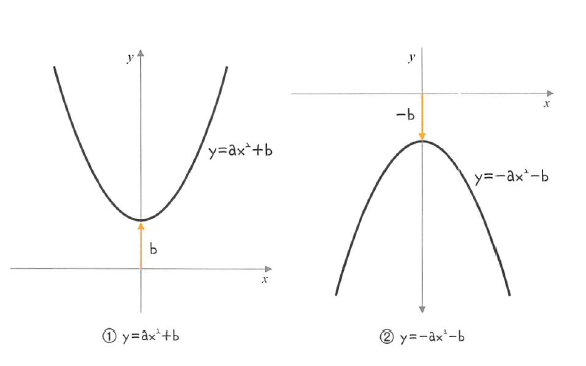 y
y=ax²+b
b
x
① y=ax²+b
y
x
-b
y=-ax²-b
② y=-ax²-b